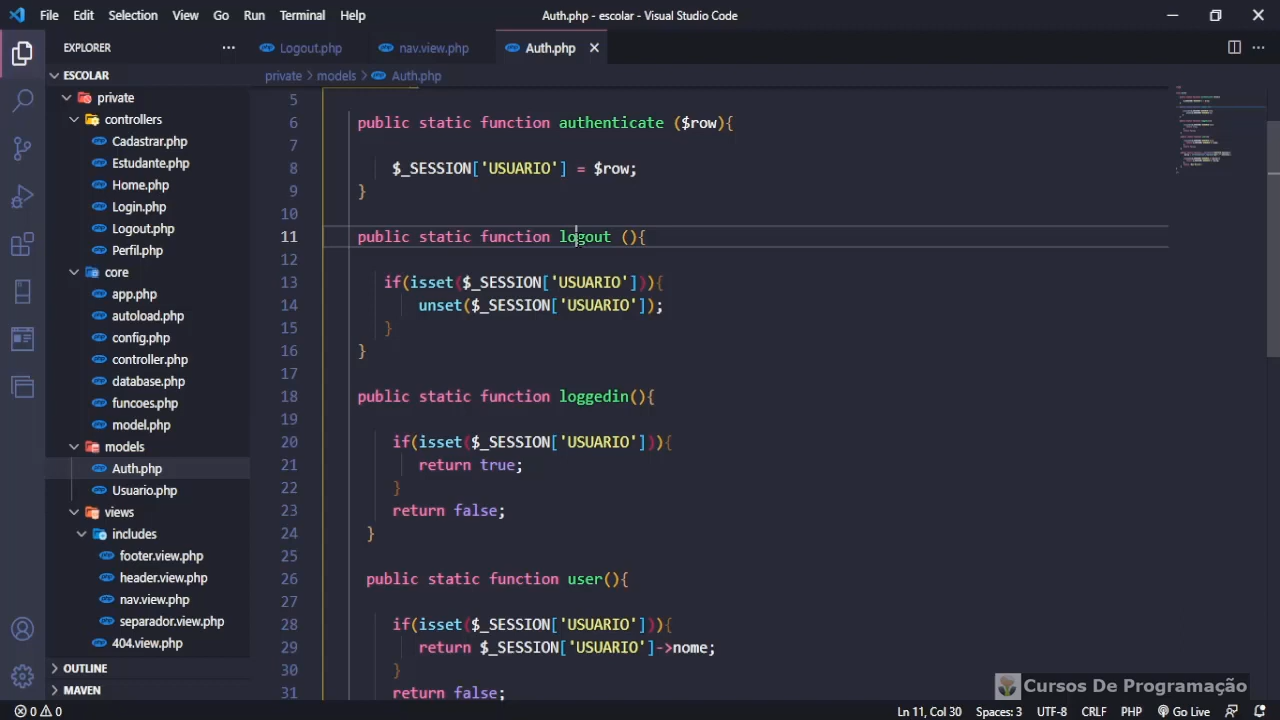 File Edit Selection View Go Run Terminal Help
Auth.php - escolar - Visual Studio Code
EXPLORER
Logout.php
nav.view.php
Auth.php
private > models > Auth.php
ESCOLAR
private
controllers
Cadastrar.php
Estudante.php
Home.php
Login.php
Logout.php
Perfil.php
core
app.php
autoload.php
config.php
controller.php
database.php
funcoes.php
model.php
models
Auth.php
Usuario.php
views
includes
footer.view.php
header.view.php
nav.view.php
separador.view.php
404.view.php
OUTLINE
MAVEN
5
6 public static function authenticate ($row){
7
8 $_SESSION['USUARIO'] = $row;
9 }
10
11 public static function logout (){
12
13 if(isset($_SESSION['USUARIO'])){
14 unset($_SESSION['USUARIO']);
15 }
16 }
17
18 public static function loggedin(){
19
20 if(isset($_SESSION['USUARIO'])){
21 return true;
22 }
23 return false;
24 }
25
26 public static function user(){
27
28 if(isset($_SESSION['USUARIO'])){
29 return $_SESSION['USUARIO']->nome;
30 }
31 return false;
Cursos De Programação
0 0
Ln 11, Col 30 Spaces: 3 UTF-8 CRLF PHP Go Live